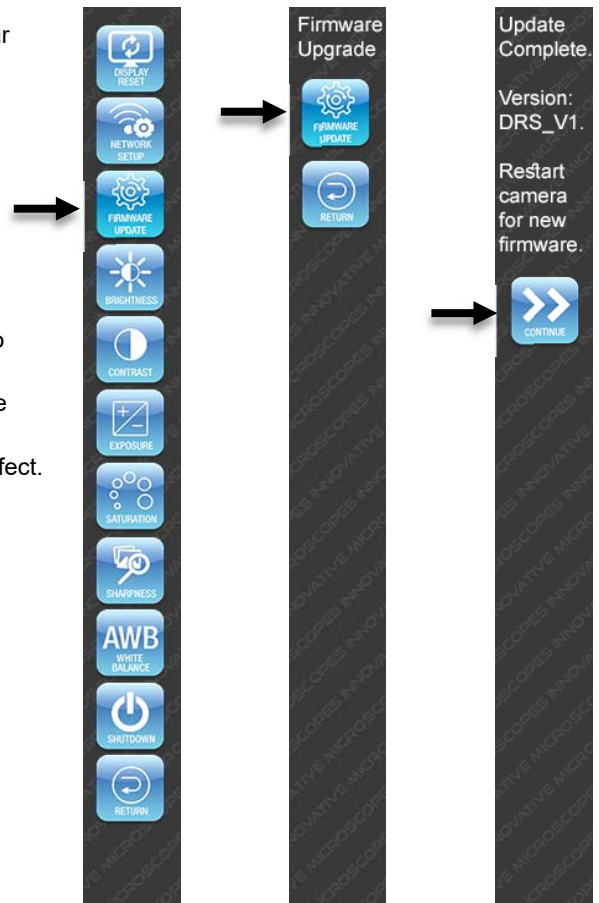 ur
o
e
fect.
DISPLAY
RESET
NETWORK
SETUP
FIRMWARE
UPDATE
BRIGHTNESS
CONTRAST
+
−
EXPOSURE
SATURATION
SHARPNESS
AWB
WHITE
BALANCE
SHUTDOWN
RETURN
Firmware
Upgrade
FIRMWARE
UPDATE
RETURN
Update
Complete.
Version:
DRS_V1.
Restart
camera
for new
firmware.
CONTINUE